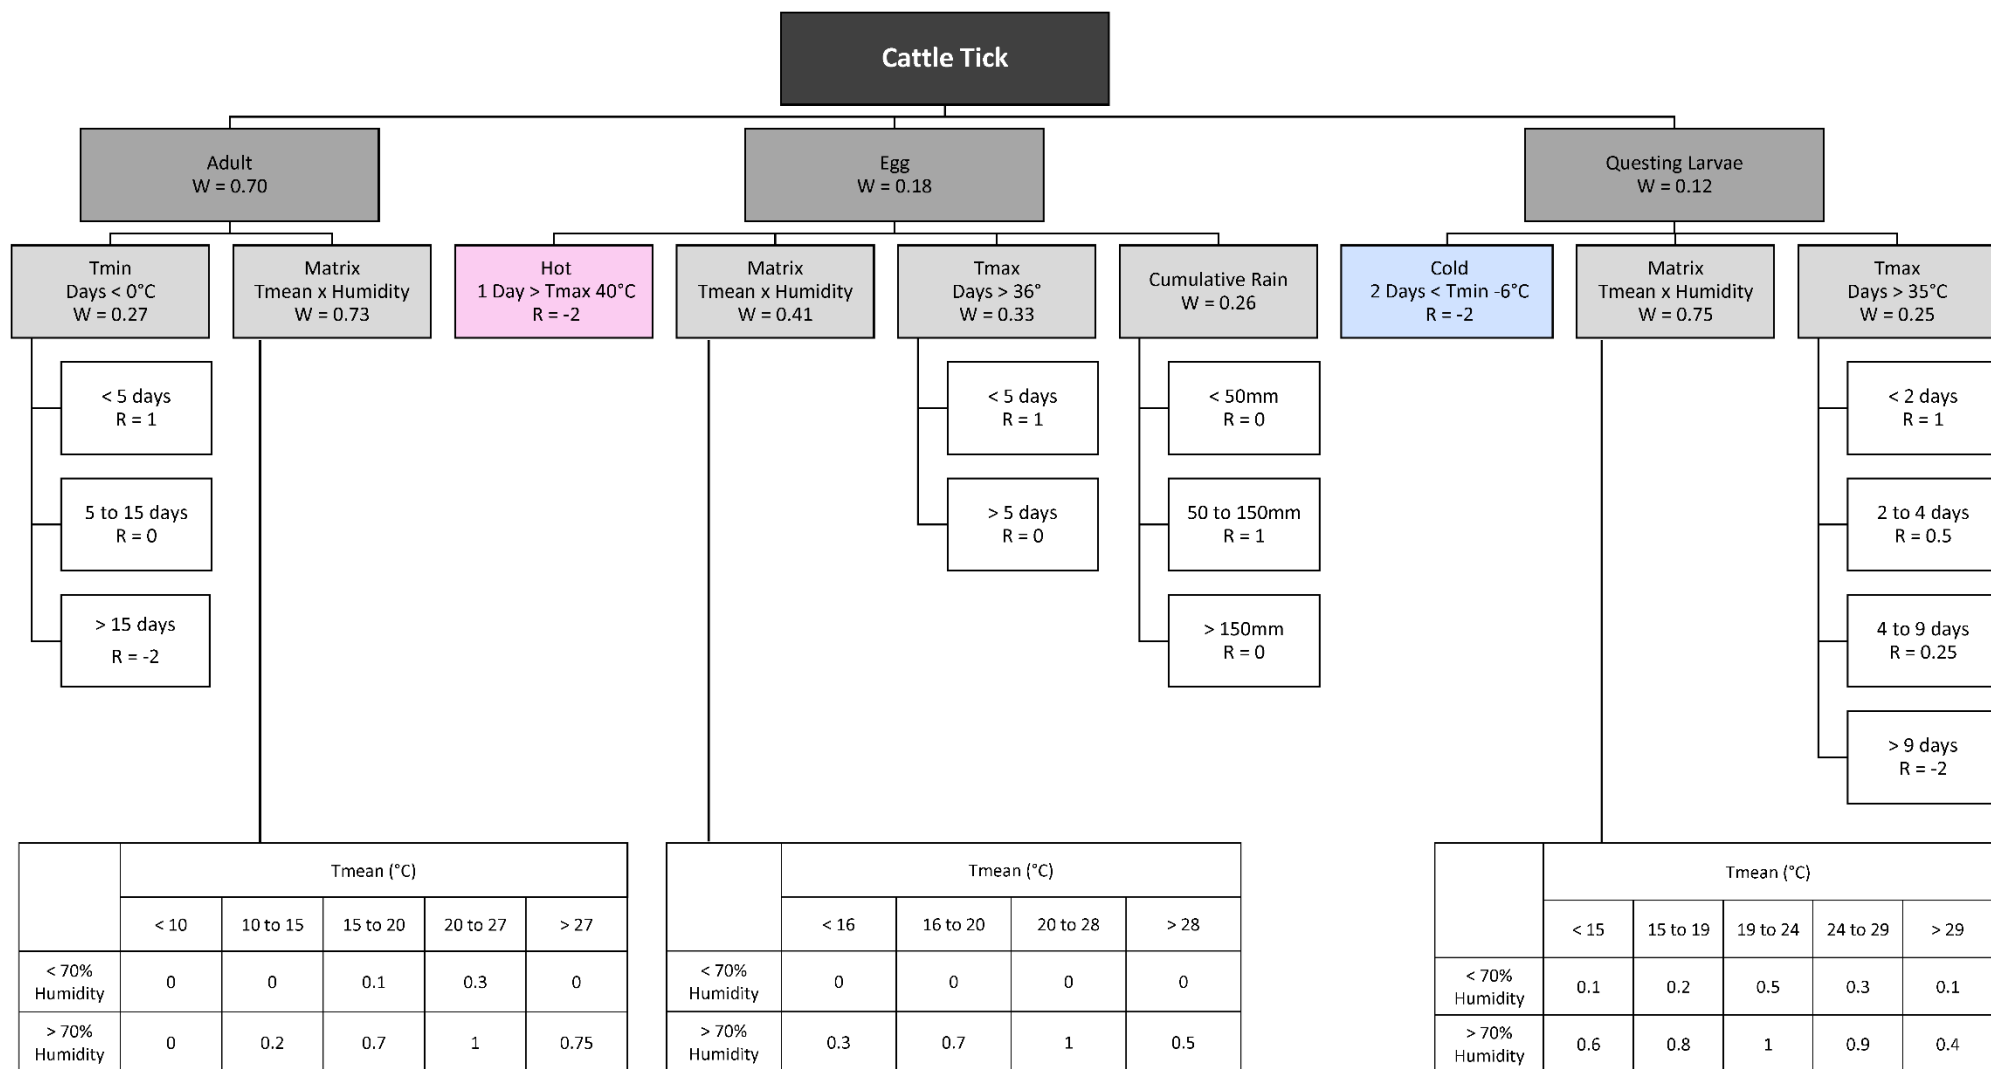 Cattle Tick
Adult
W = 0.70
Egg
W = 0.18
Questing Larvae
W = 0.12
Tmin
Days < 0°C
W = 0.27
Matrix
Tmean x Humidity
W = 0.73
Hot
1 Day > Tmax 40°C
R = -2
Matrix
Tmean x Humidity
W = 0.41
Tmax
Days > 36°
W = 0.33
Cumulative Rain
W = 0.26
Cold
2 Days < Tmin -6°C
R = -2
Matrix
Tmean x Humidity
W = 0.75
Tmax
Days > 35°C
W = 0.25
< 5 days
R = 1
5 to 15 days
R = 0
> 15 days
R = -2
< 5 days
R = 1
> 5 days
R = 0
< 50mm
R = 0
50 to 150mm
R = 1
> 150mm
R = 0
< 2 days
R = 1
2 to 4 days
R = 0.5
4 to 9 days
R = 0.25
> 9 days
R = -2
Tmean (°C)
< 10 10 to 15 15 to 20 20 to 27 > 27
< 70%
Humidity 0 0 0.1 0.3 0
> 70%
Humidity 0 0.2 0.7 1 0.75
Tmean (°C)
< 16 16 to 20 20 to 28 > 28
< 70%
Humidity 0 0 0 0
> 70%
Humidity 0.3 0.7 1 0.5
Tmean (°C)
< 15 15 to 19 19 to 24 24 to 29 > 29
< 70%
Humidity 0.1 0.2 0.5 0.3 0.1
> 70%
Humidity 0.6 0.8 1 0.9 0.4